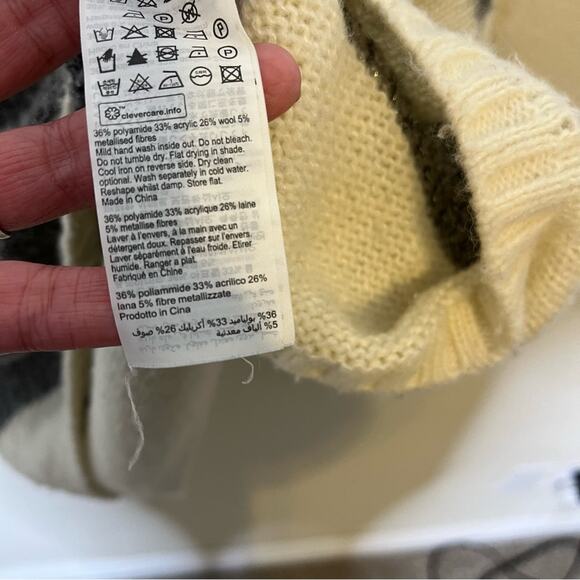 clevercare.info
36% polyamide 33% acrylic 26% wool 5%
metallised fibres
Mild hand wash inside out. Do not bleach.
Do not tumble dry. Flat drying in shade.
Cool iron on reverse side. Dry clean
optional. Wash separately in cold water.
Reshape whilst damp. Store flat.
Made in China
36% polyamide 33% acrylique 26% laine
5% metallise fibres
Laver à l'envers, à la main avec un
détergent doux. Repasser sur l'envers.
Laver séparément à l'eau froide. Etirer
humide. Ranger a plat.
Fabriqué en Chine
36% poliammide 33% acrilico 26%
lana 5% fibre metallizzate
Prodotto in Cina
36% بوليامید 33% أكريليك 26% صوف
5% ألياف معدنية